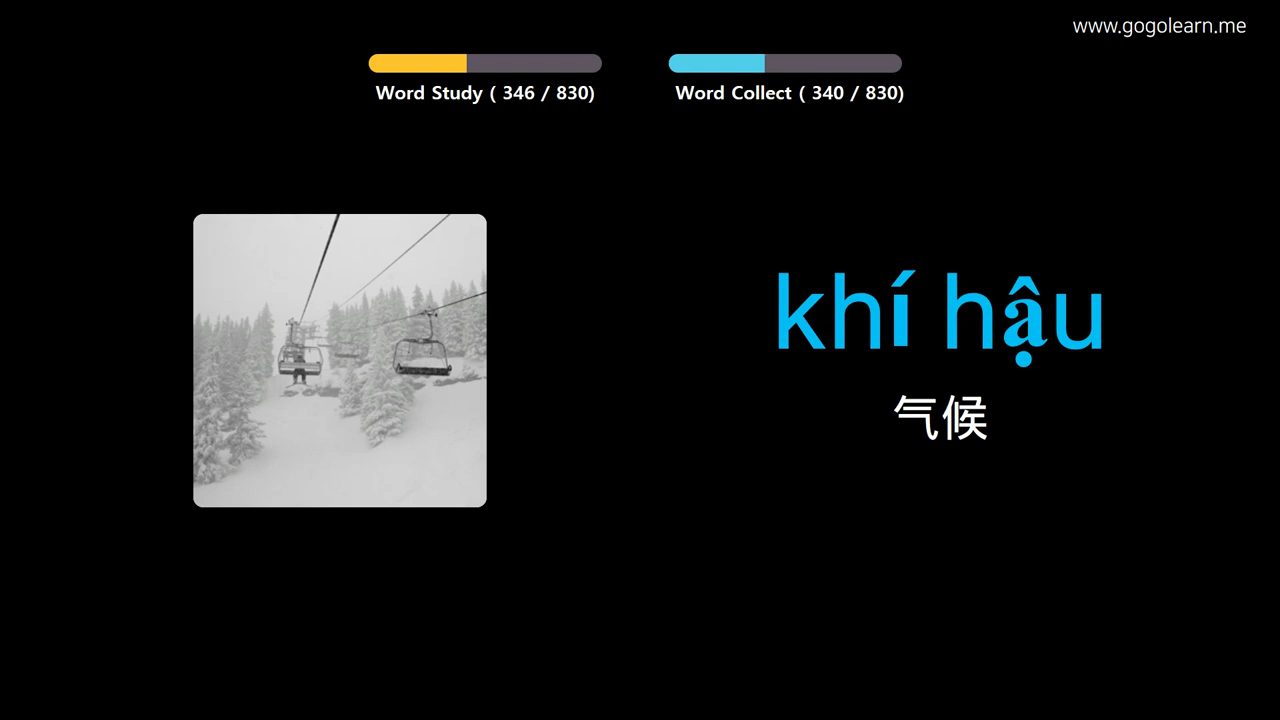 www.gogolearn.me
Word Study ( 346 / 830)
Word Collect ( 340 / 830)
khí hậu
气候